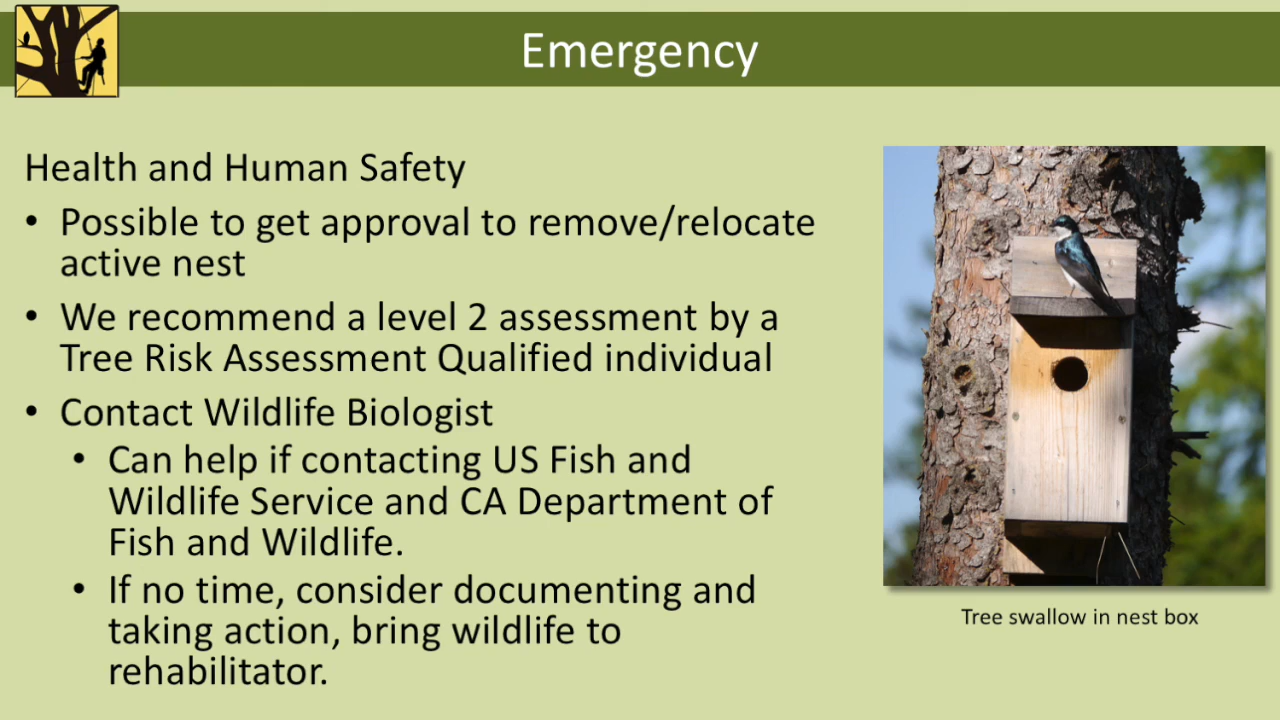 Emergency
Health and Human Safety
• Possible to get approval to remove/relocate
active nest
• We recommend a level 2 assessment by a
Tree Risk Assessment Qualified individual
• Contact Wildlife Biologist
• Can help if contacting US Fish and
Wildlife Service and CA Department of
Fish and Wildlife.
• If no time, consider documenting and
taking action, bring wildlife to
rehabilitator.
Tree swallow in nest box